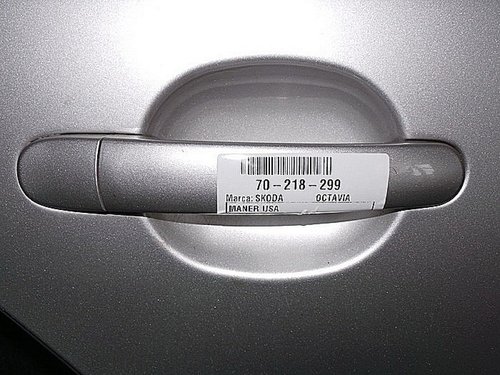 70-218-299
Marca: SKODA OCTAVIA
MANER USA